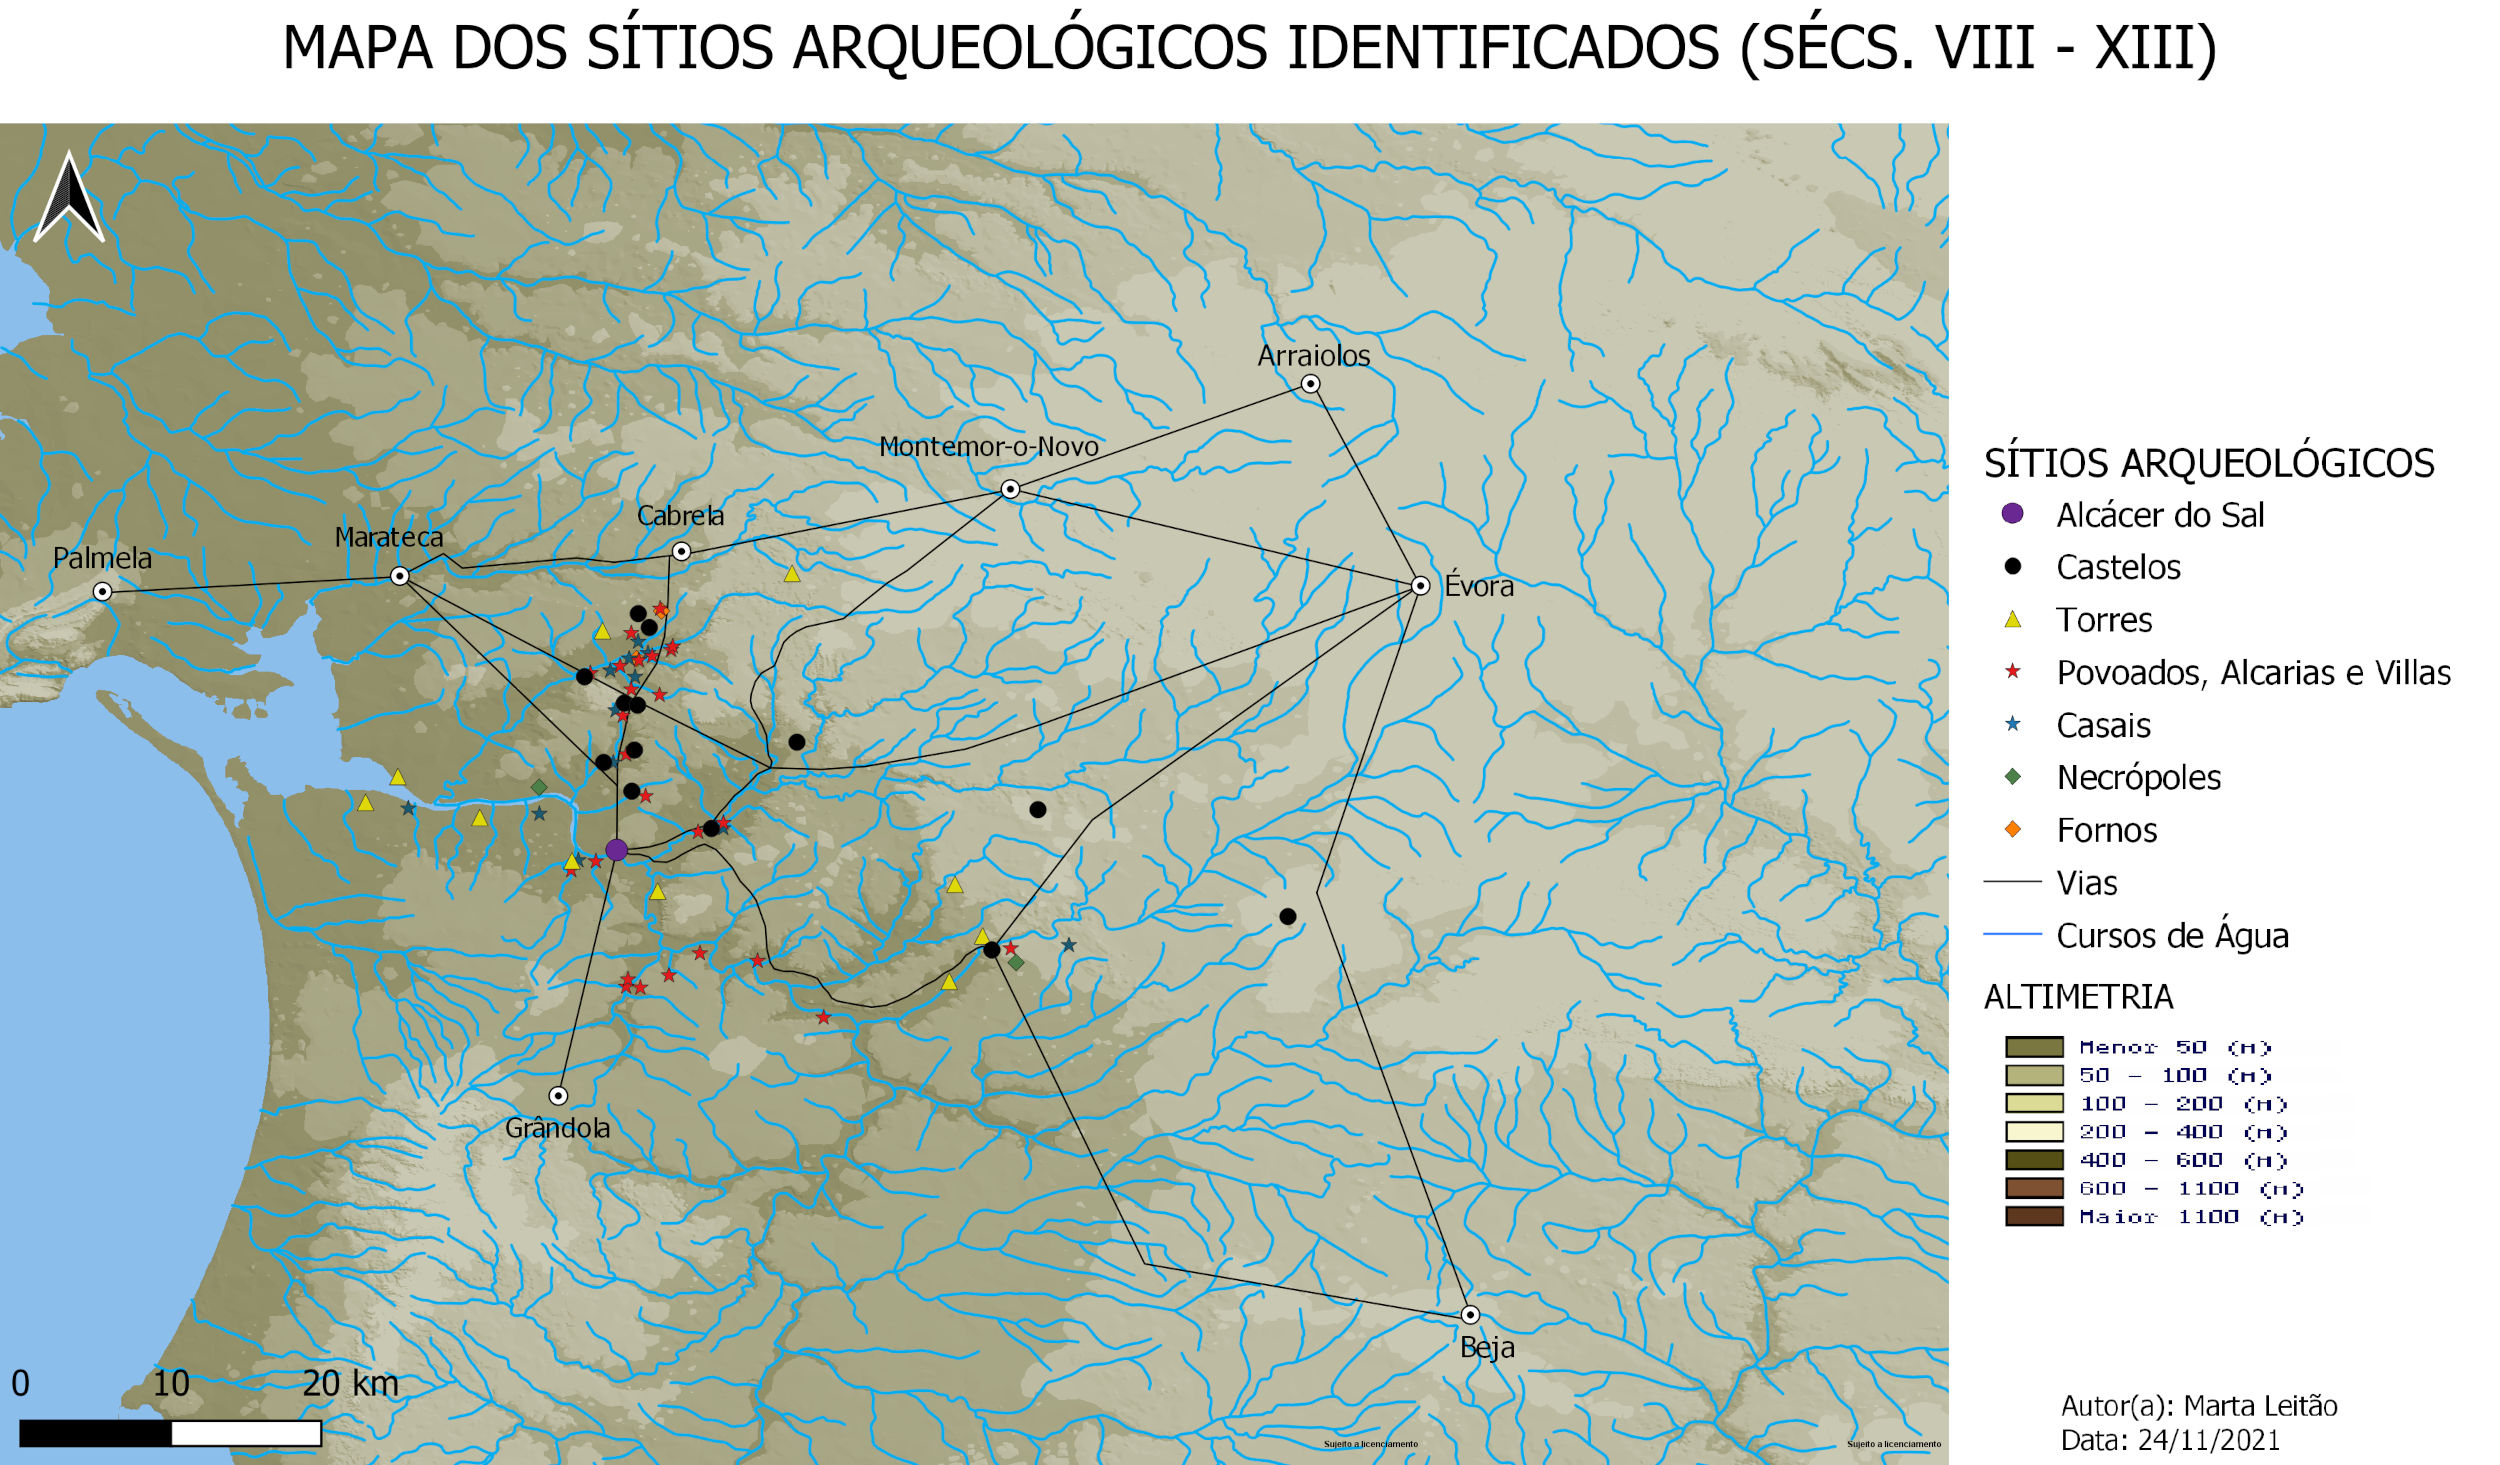 MAPA DOS SÍTIOS ARQUEOLÓGICOS IDENTIFICADOS (SÉCS. VIII - XIII)
Arraiolos
Montemor-o-Novo
Cabrela
Marateca
Palmela
Évora
Grândola
Beja
0 10 20 km
Sujeito a licenciamento
Sujeito a licenciamento
SÍTIOS ARQUEOLÓGICOS
Alcácer do Sal
Castelos
Torres
Povoados, Alcarias e Villas
Casais
Necrópoles
Fornos
Vias
Cursos de Água
ALTIMETRIA
Menor 50 (m)
50 - 100 (m)
100 - 200 (m)
200 - 400 (m)
400 - 600 (m)
600 - 1100 (m)
Maior 1100 (m)
Autor(a): Marta Leitão
Data: 24/11/2021